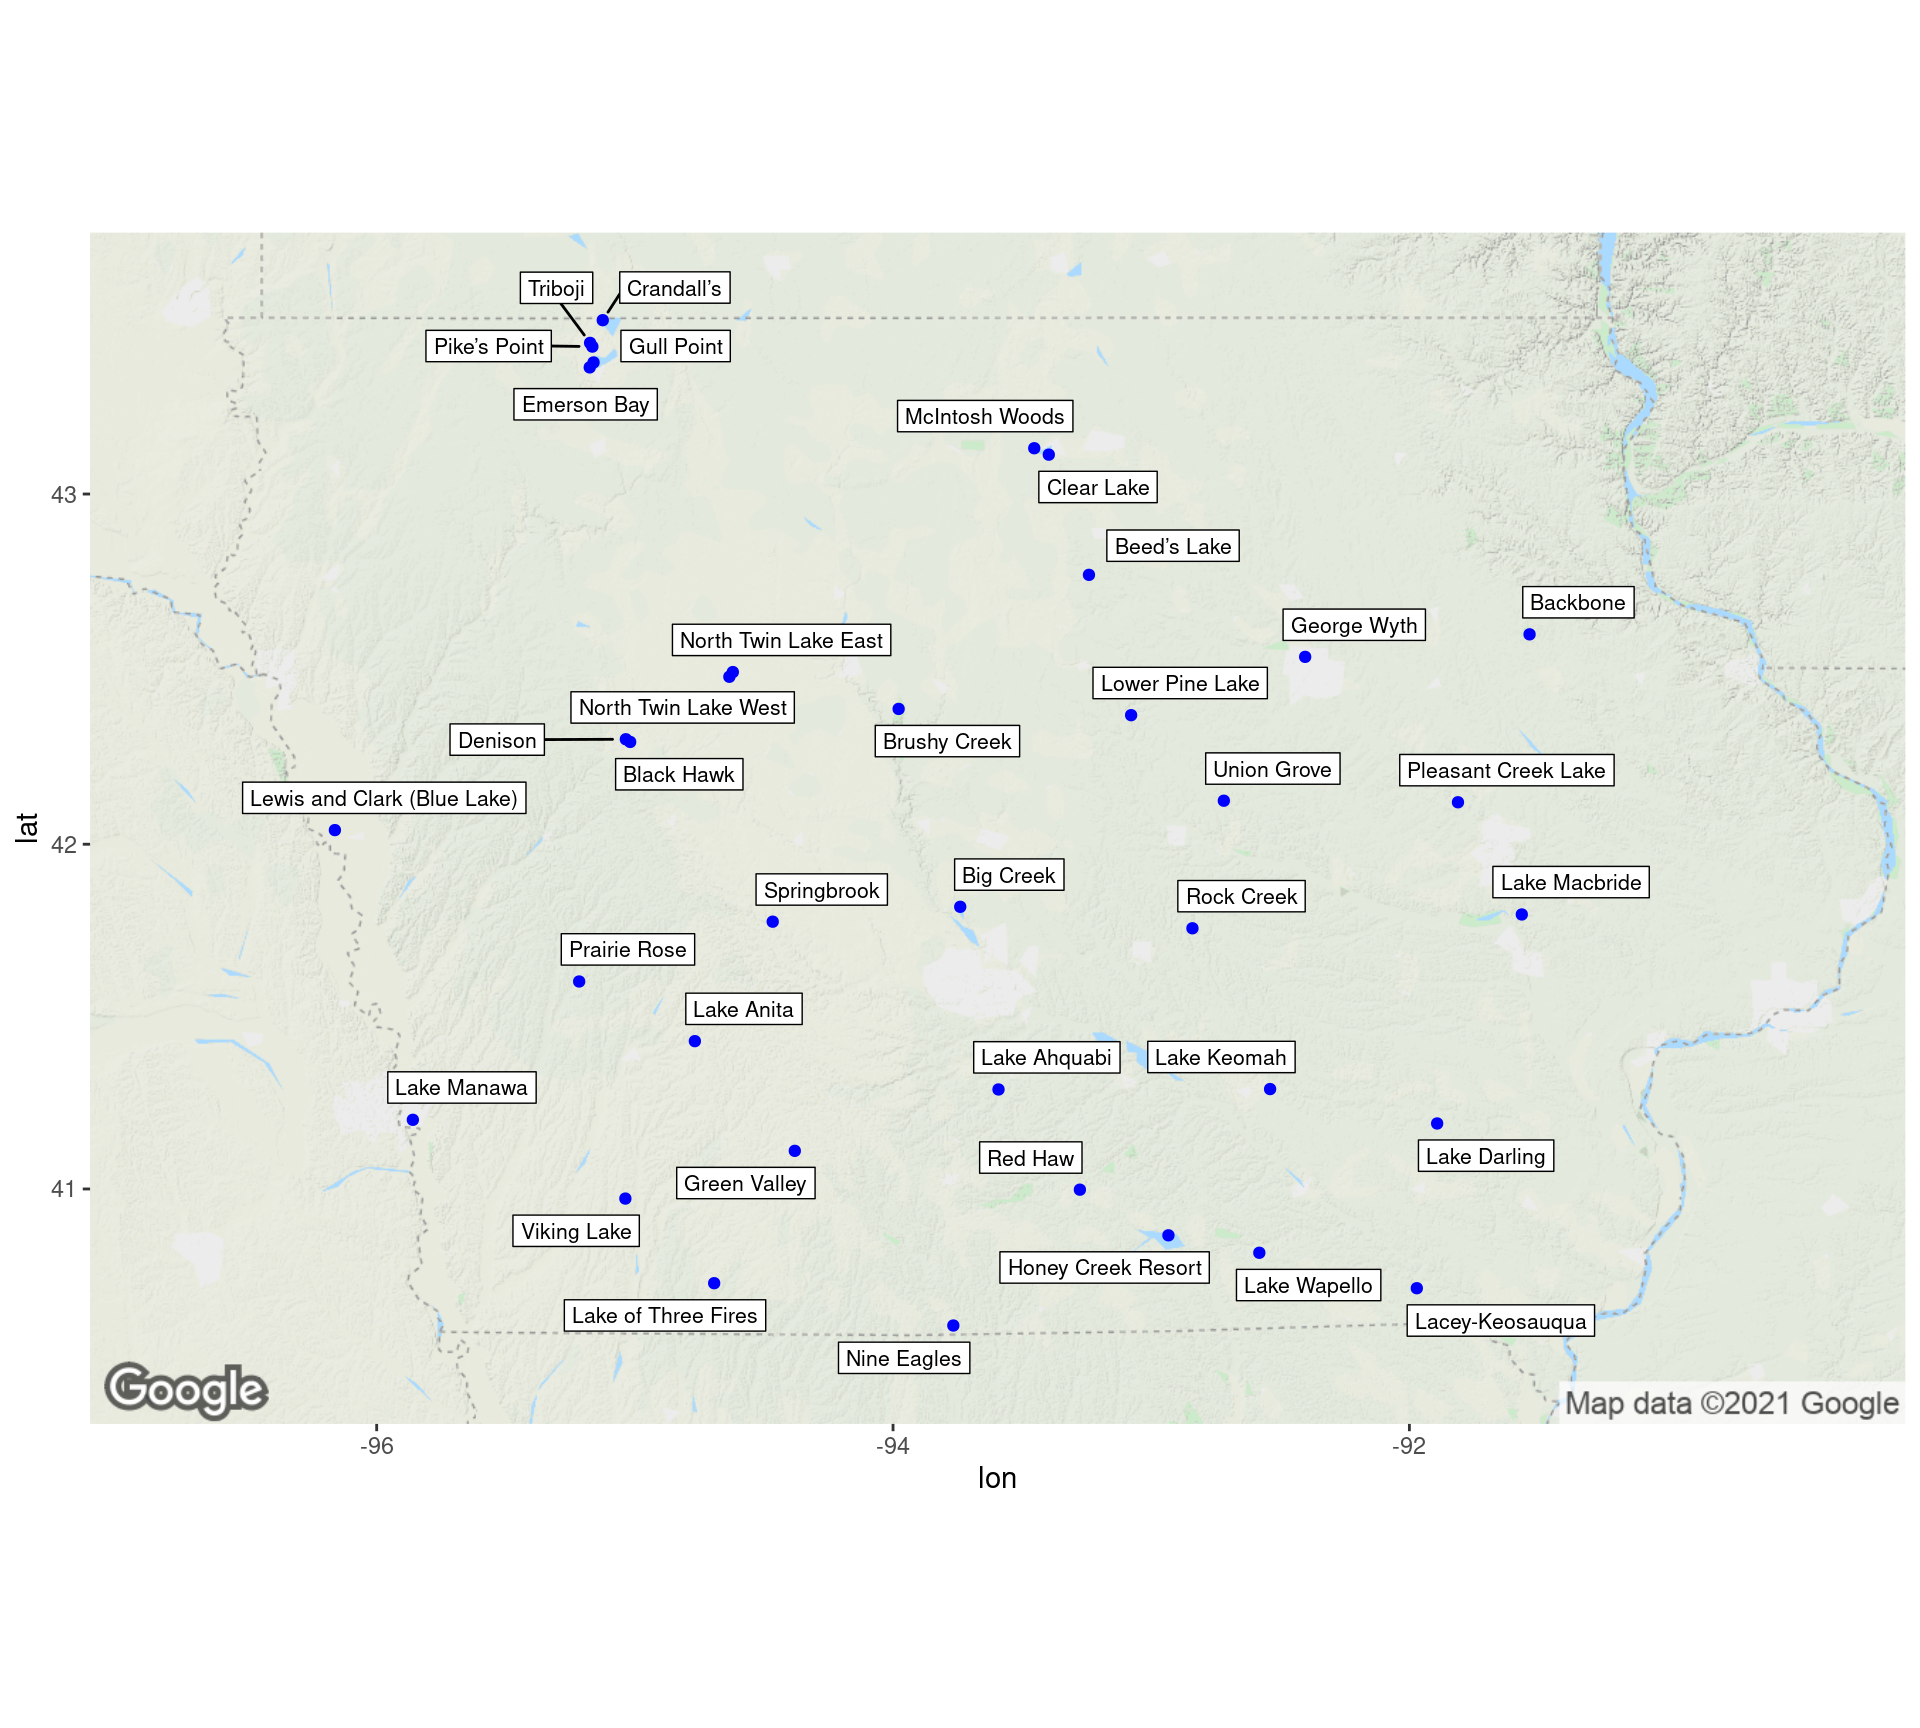 Triboji
Crandall's
Pike's Point
Gull Point
Emerson Bay
McIntosh Woods
Clear Lake
43
Beed's Lake
Backbone
George Wyth
North Twin Lake East
Lower Pine Lake
North Twin Lake West
Denison
Brushy Creek
Black Hawk
Union Grove
Pleasant Creek Lake
Lewis and Clark (Blue Lake)
lat
42
Big Creek
Lake Macbride
Springbrook
Rock Creek
Prairie Rose
Lake Anita
Lake Ahquabi
Lake Keomah
Lake Manawa
Red Haw
Lake Darling
Green Valley
41
Viking Lake
Honey Creek Resort
Lake Wapello
Lake of Three Fires
Lacey-Keosauqua
Nine Eagles
Google
Map data ©2021 Google
-96
-94
-92
lon